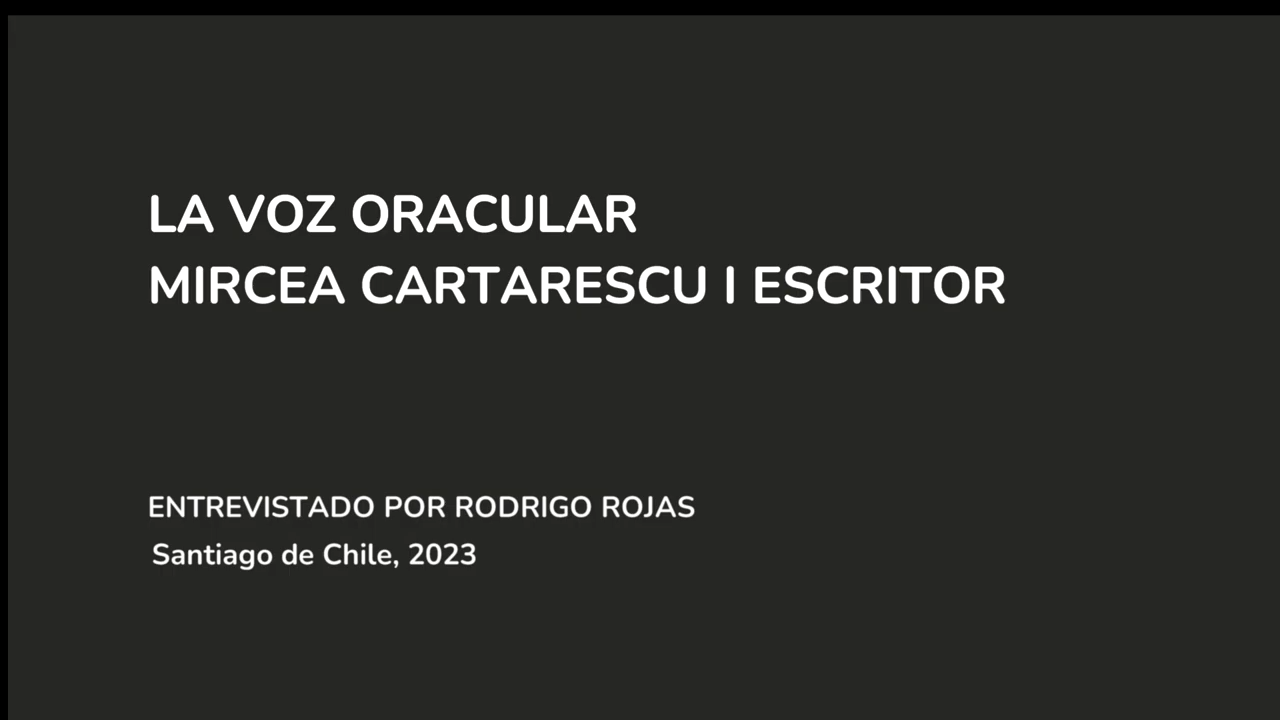 LA VOZ ORACULAR
MIRCEA CARTARESCU I ESCRITOR
ENTREVISTADO POR RODRIGO ROJAS
Santiago de Chile, 2023